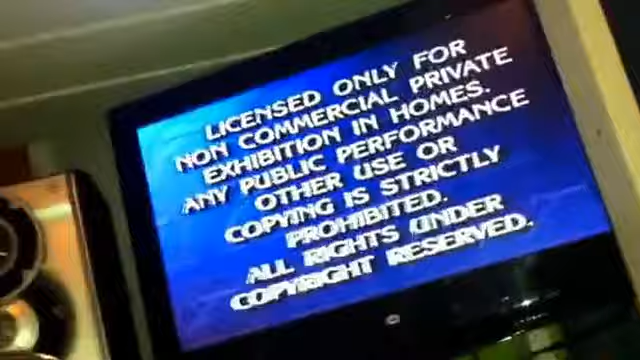 LICENSED ONLY FOR
NON COMMERCIAL PRIVATE
EXHIBITION IN HOMES.
ANY PUBLIC PERFORMANCE
OTHER USE OR
COPYING IS STRICTLY
PROHIBITED.
ALL RIGHTS UNDER
COPYRIGHT RESERVED.